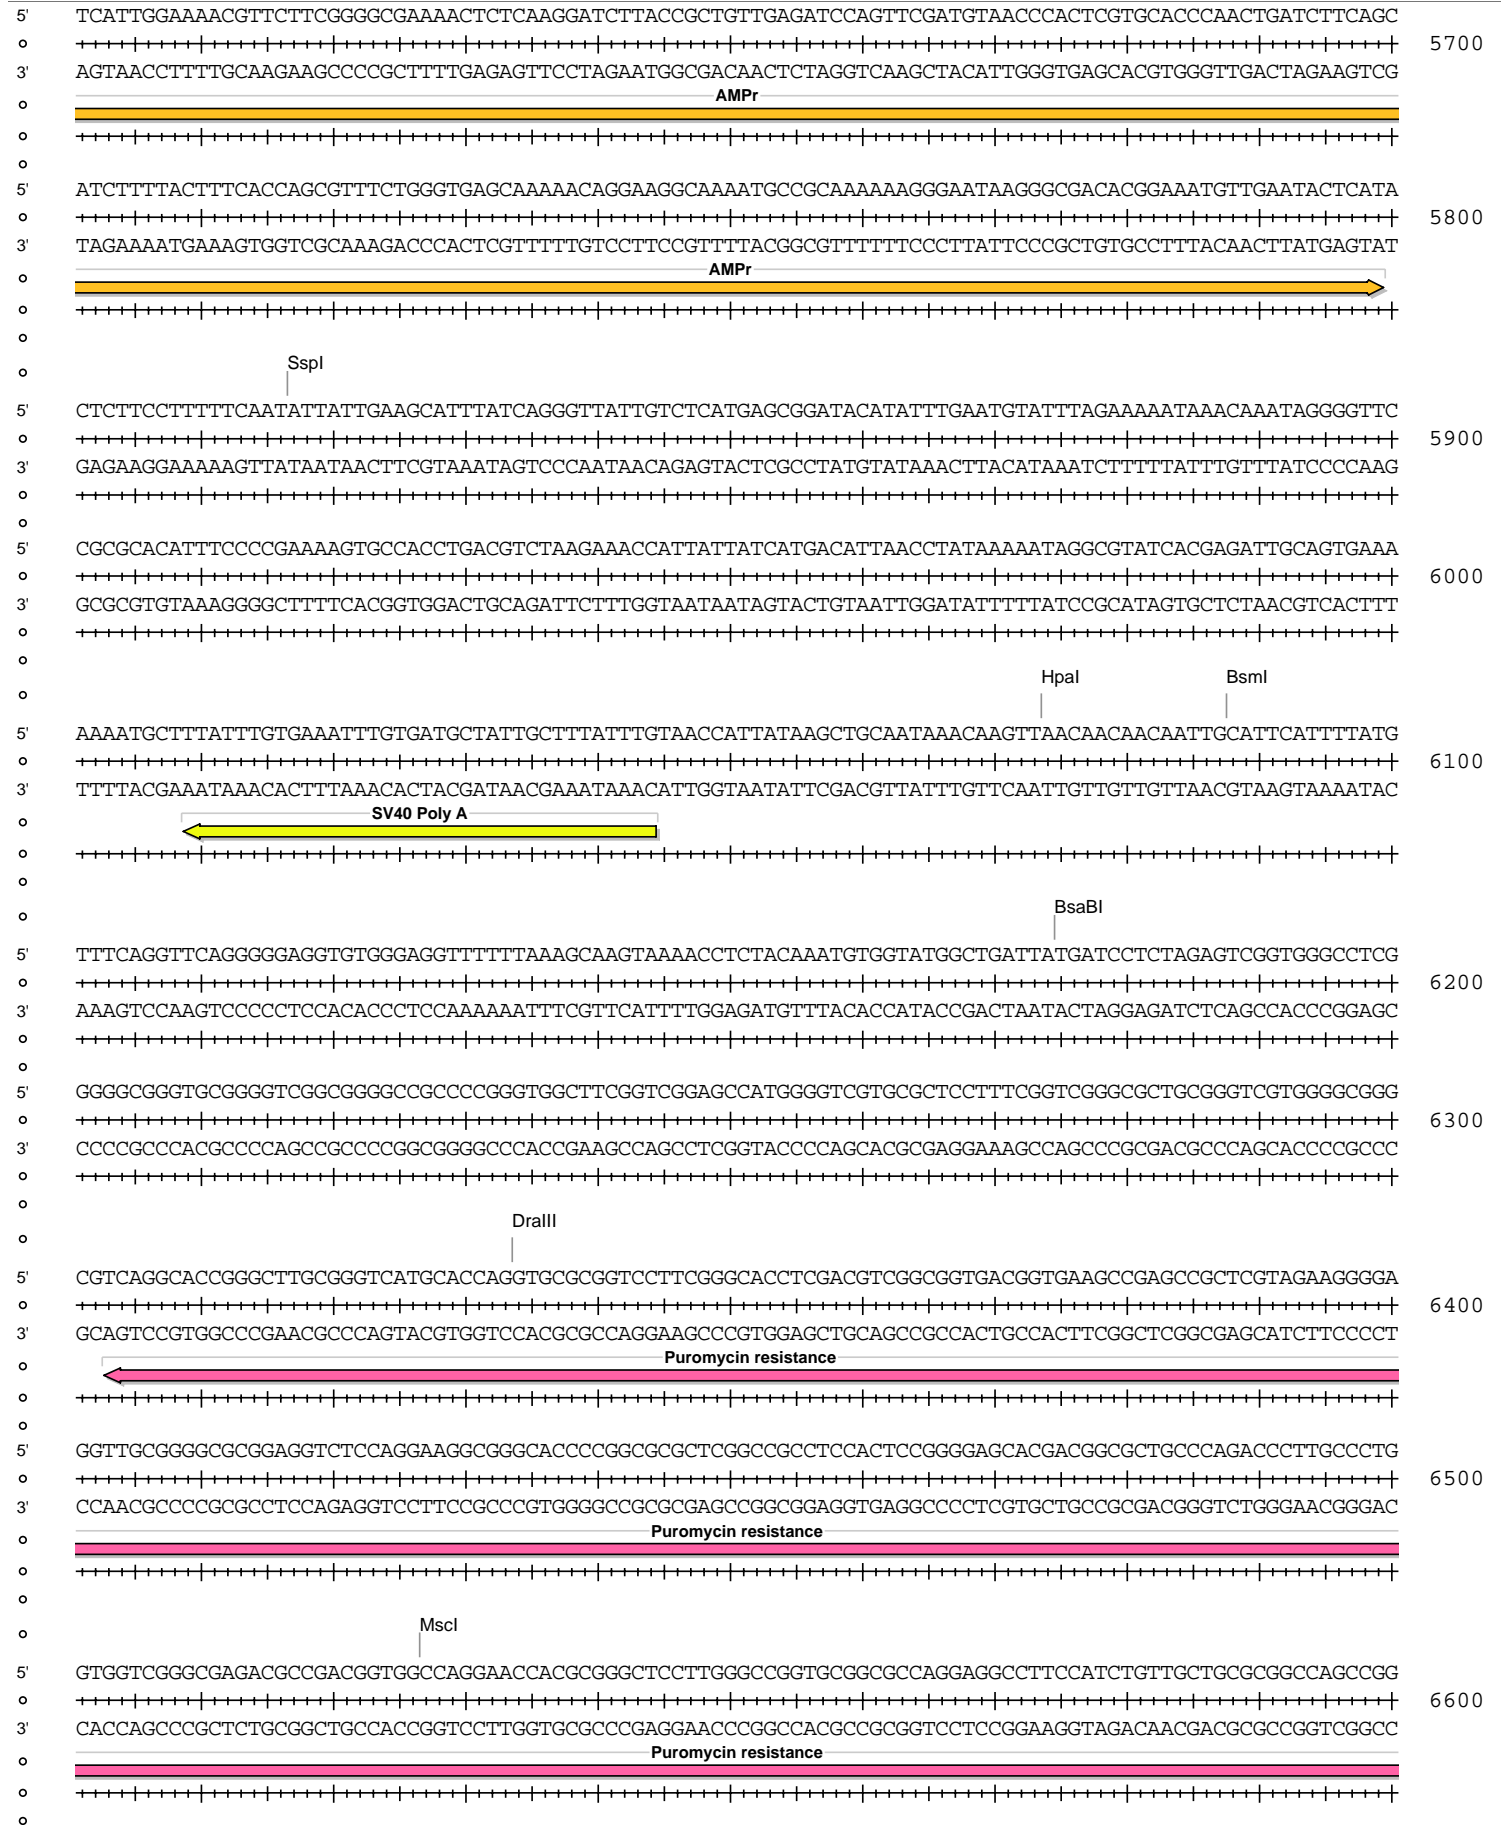 5' TCATTGGAAAACGTTCTTCGGGGCGAAAACTCTCAAGGATCTTACCGCTGTTGAGATCCAGTTCGATGTAACCCACTCGTGCACCCAACTGATCTTCAGC
5700
3' AGTAACCTTTTGCAAGAAGCCCCGCTTTTGAGAGTTCCTAGAATGGCGACAACTCTAGGTCAAGCTACATTGGGTGAGCACGTGGGTTGACTAGAAGTCG
AMPr
5' ATCTTTTACTTTCACCAGCGTTTCTGGGTGAGCAAAAACAGGAAGGCAAAATGCCGCAAAAAAGGGAATAAGGGCGACACGGAAATGTTGAATACTCATA
5800
3' TAGAAAATGAAAGTGGTCGCAAAGACCCACTCGTTTTTGTCCTTCCGTTTTACGGCGTTTTTTCCCTTATTCCCGCTGTGCCTTTACAACTTATGAGTAT
AMPr
SspI
5' CTCTTCCTTTTTCAATATTATTGAAGCATTTATCAGGGTTATTGTCTCATGAGCGGATACATATTTGAATGTATTTAGAAAAATAAACAAATAGGGGTTC
5900
3' GAGAAGGAAAAAGTTATAATAACTTCGTAAATAGTCCCAATAACAGAGTACTCGCCTATGTATAAACTTACATAAATCTTTTTATTTGTTTATCCCCAAG
5' CGCGCACATTTCCCCGAAAAGTGCCACCTGACGTCTAAGAAACCATTATTATCATGACATTAACCTATAAAAATAGGCGTATCACGAGATTGCAGTGAAA
6000
3' GCGCGTGTAAAGGGGCTTTTCACGGTGGACTGCAGATTCTTTGGTAATAATAGTACTGTAATTGGATATTTTTATCCGCATAGTGCTCTAACGTCACTTT
HpaI BsmI
5' AAAATGCTTTATTTGTGAAATTTGTGATGCTATTGCTTTATTTGTAACCATTATAAGCTGCAATAAACAAGTTAACAACAACAATTGCATTCATTTTATG
6100
3' TTTTACGAAATAAACACTTTAAACACTACGATAACGAAATAAACATTGGTAATATTCGACGTTATTTGTTCAATTGTTGTTGTTAACGTAAGTAAAATAC
SV40 Poly A
BsaBI
5' TTTCAGGTTCAGGGGGAGGTGTGGGAGGTTTTTTAAAGCAAGTAAAACCTCTACAAATGTGGTATGGCTGATTATGATCCTCTAGAGTCGGTGGGCCTCG
6200
3' AAAGTCCAAGTCCCCCTCCACACCCTCCAAAAAATTTCGTTCATTTTGGAGATGTTTACACCATACCGACTAATACTAGGAGATCTCAGCCACCCGGAGC
5' GGGGCGGGTGCGGGGTCGGCGGGGCCGCCCCGGGTGGCTTCGGTCGGAGCCATGGGGTCGTGCGCTCCTTTCGGTCGGGCGCTGCGGGTCGTGGGGCGGG
6300
3' CCCCGCCCACGCCCCAGCCGCCCCGGCGGGGCCCACCGAAGCCAGCCTCGGTACCCCAGCACGCGAGGAAAGCCAGCCCGCGACGCCCAGCACCCCGCCC
DraIII
5' CGTCAGGCACCGGGCTTGCGGGTCATGCACCAGGTGCGCGGTCCTTCGGGCACCTCGACGTCGGCGGTGACGGTGAAGCCGAGCCGCTCGTAGAAGGGGA
6400
3' GCAGTCCGTGGCCCGAACGCCCAGTACGTGGTCCACGCGCCAGGAAGCCCGTGGAGCTGCAGCCGCCACTGCCACTTCGGCTCGGCGAGCATCTTCCCCT
Puromycin resistance
5' GGTTGCGGGGCGCGGAGGTCTCCAGGAAGGCGGGCACCCCGGCGCGCTCGGCCGCCTCCACTCCGGGGAGCACGACGGCGCTGCCCAGACCCTTGCCCTG
6500
3' CCAACGCCCCGCGCCTCCAGAGGTCCTTCCGCCCGTGGGGCCGCGCGAGCCGGCGGAGGTGAGGCCCCTCGTGCTGCCGCGACGGGTCTGGGAACGGGAC
Puromycin resistance
MscI
5' GTGGTCGGGCGAGACGCCGACGGTGGCCAGGAACCACGCGGGCTCCTTGGGCCGGTGCGGCGCCAGGAGGCCTTCCATCTGTTGCTGCGCGGCCAGCCGG
6600
3' CACCAGCCCGCTCTGCGGCTGCCACCGGTCCTTGGTGCGCCCGAGGAACCCGGCCACGCCGCGGTCCTCCGGAAGGTAGACAACGACGCGCCGGTCGGCC
Puromycin resistance